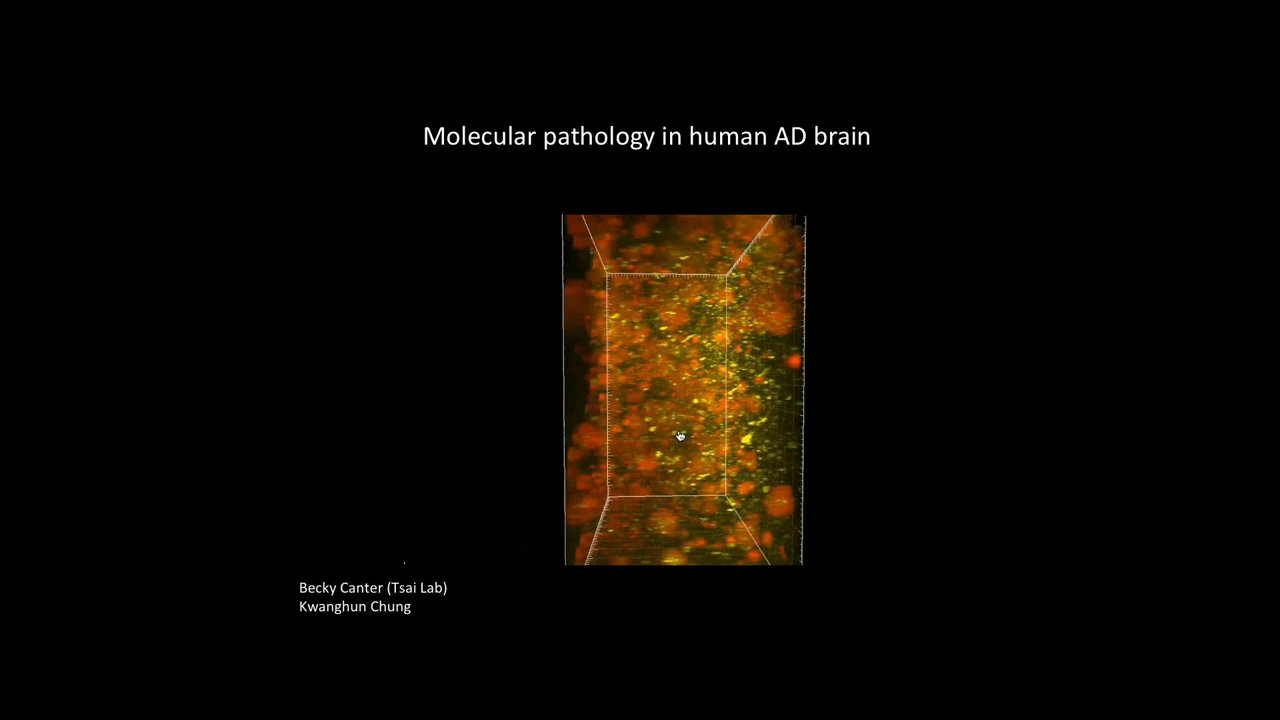 Molecular pathology in human AD brain
Becky Canter (Tsai Lab)
Kwanghun Chung